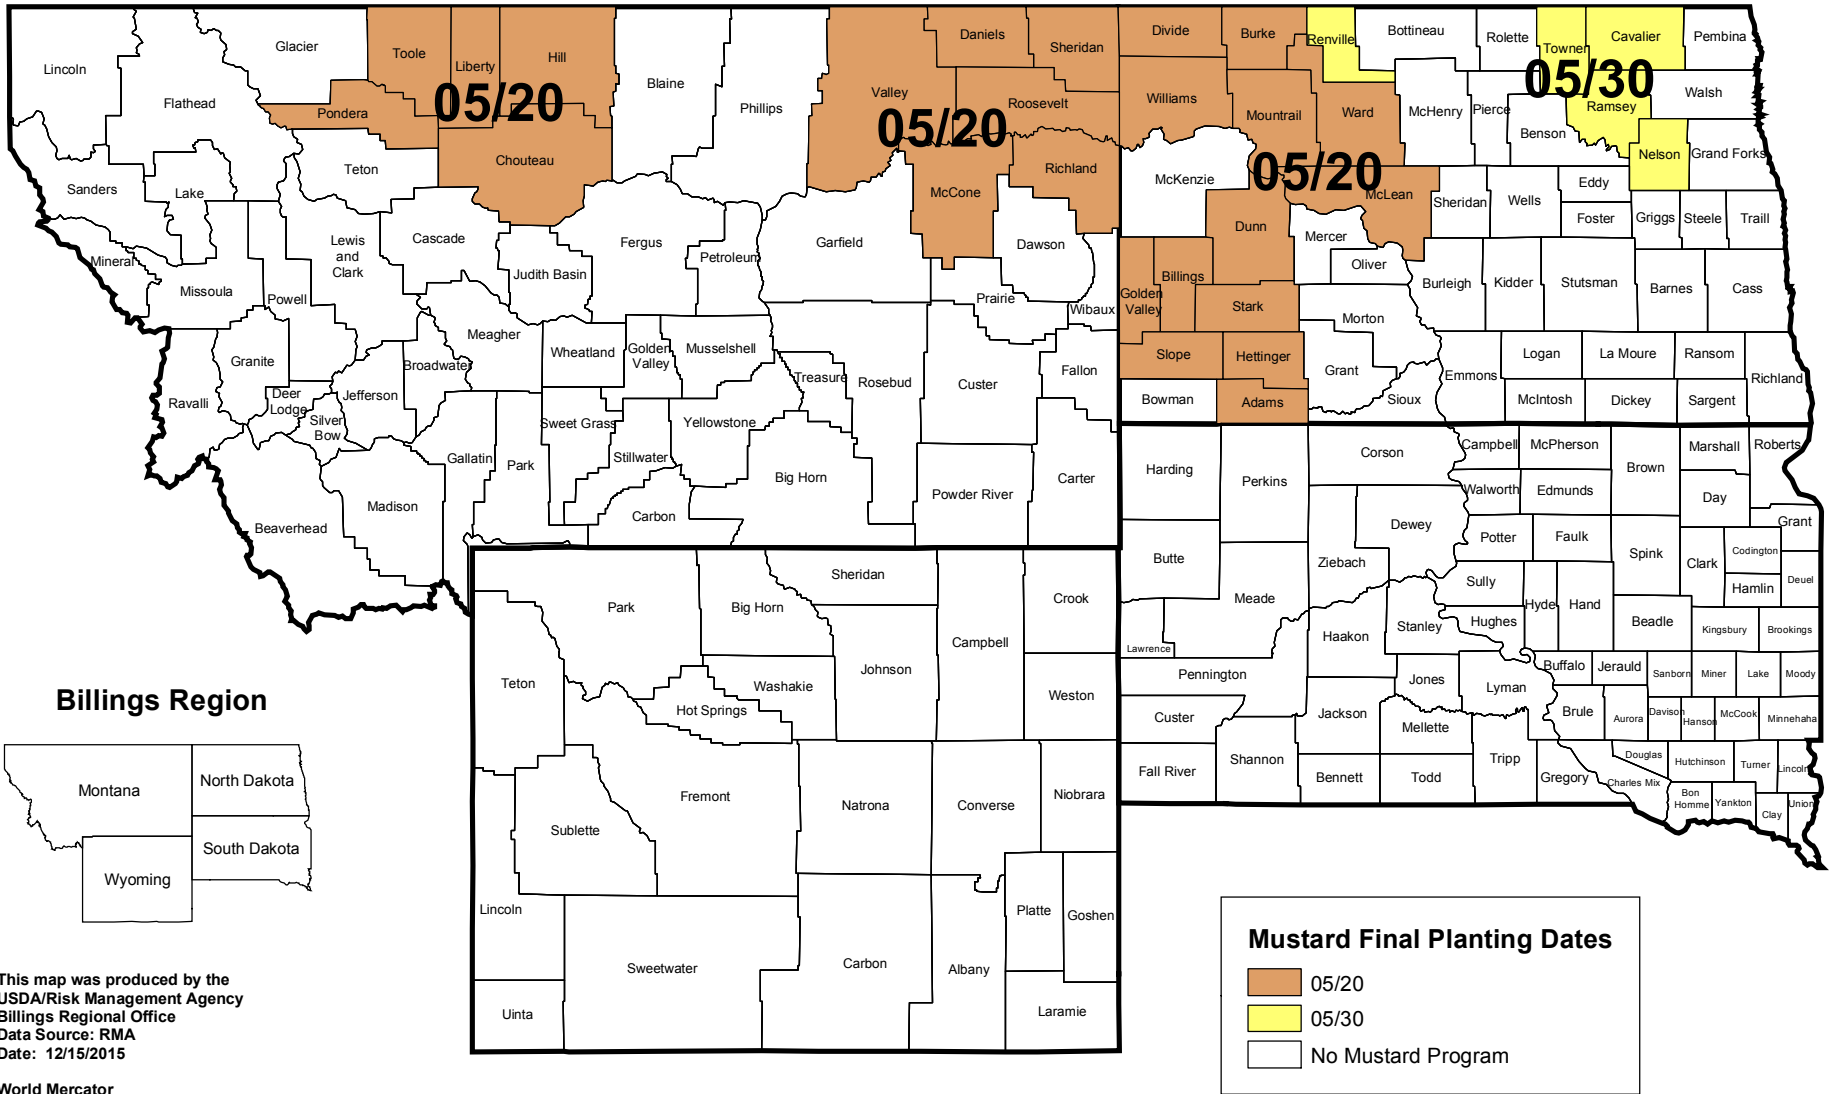 Lincoln
Glacier
Toole
Liberty
Hill
Blaine
Phillips
Valley
Daniels
Sheridan
Divide
Burke
Renville
Bottineau
Rolette
Towner
Cavalier
Pembina
Flathead
Pondera
05/20
Chouteau
Teton
05/20
Roosevelt
Richland
McCone
Williams
Mountrail
Ward
McHenry
Pierce
Benson
05/30
Ramsey
Walsh
Nelson
Grand Forks
Sanders
Lake
Lewis
and
Clark
Cascade
Judith Basin
Fergus
Petroleum
Garfield
Dawson
McKenzie
05/20
McLean
Dunn
Mercer
Oliver
Sheridan
Wells
Eddy
Foster
Griggs
Steele
Traill
Mineral
Missoula
Powell
Meagher
Prairie
Wibaux
Golden
Valley
Billings
Stark
Morton
Burleigh
Kidder
Stutsman
Barnes
Cass
Granite
Deer
Lodge
Silver
Bow
Jefferson
Broadwater
Wheatland
Golden
Valley
Musselshell
Treasure
Rosebud
Custer
Fallon
Slope
Hettinger
Grant
Sioux
Emmons
Logan
La Moure
Ransom
Richland
Bowman
Adams
McIntosh
Dickey
Sargent
Ravalli
Beaverhead
Madison
Gallatin
Park
Sweet Grass
Stillwater
Yellowstone
Carbon
Big Horn
Powder River
Carter
Harding
Perkins
Corson
Campbell
McPherson
Brown
Marshall
Roberts
Walworth
Edmunds
Day
Grant
Butte
Meade
Ziebach
Dewey
Potter
Faulk
Spink
Clark
Codington
Hamlin
Deuel
Sully
Hyde
Hand
Beadle
Kingsbury
Brookings
Lawrence
Haakon
Stanley
Hughes
Pennington
Jones
Lyman
Buffalo
Jerauld
Sanborn
Miner
Lake
Moody
Custer
Jackson
Mellette
Brule
Aurora
Davison
Hanson
McCook
Minnehaha
Fall River
Shannon
Bennett
Todd
Tripp
Gregory
Charles Mix
Douglas
Hutchinson
Turner
Lincoln
Bon
Homme
Yankton
Clay
Union
Park
Big Horn
Sheridan
Campbell
Crook
Teton
Washakie
Hot Springs
Johnson
Weston
Sublette
Fremont
Natrona
Converse
Niobrara
Lincoln
Sweetwater
Carbon
Albany
Platte
Goshen
Uinta
Laramie
Billings Region
Montana
North Dakota
South Dakota
Wyoming
This map was produced by the
USDA/Risk Management Agency
Billings Regional Office
Data Source: RMA
Date: 12/15/2015
World Mercator
Mustard Final Planting Dates
05/20
05/30
No Mustard Program